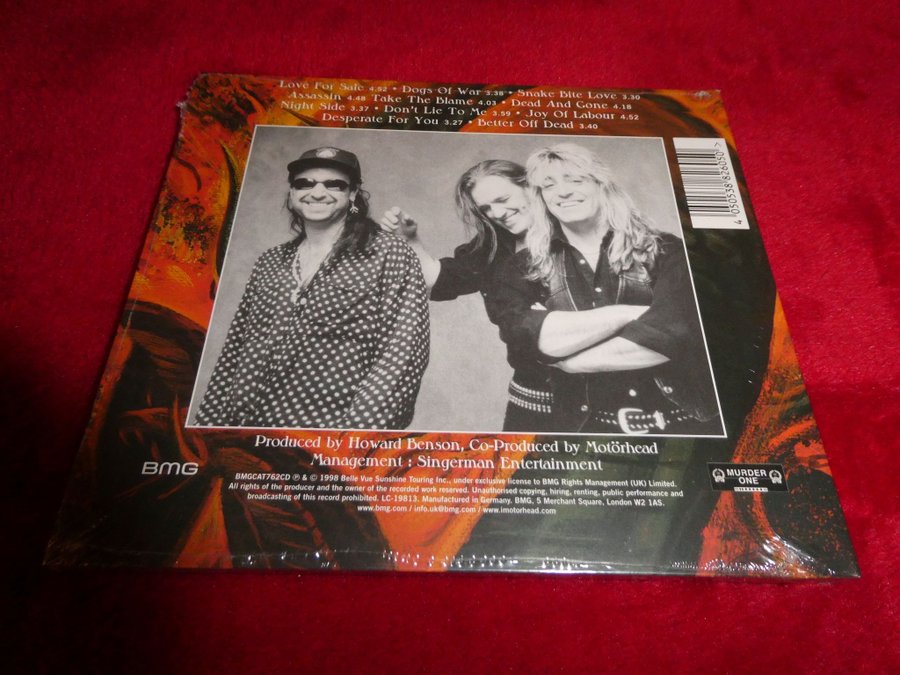 Love For Sale 4.52 • Dogs Of War 3.38 • Snake Bite Love 3.30
Assassin 4.48 Take The Blame 4.03 • Dead And Gone 4.18
Night Side 3.37 • Don't Lie To Me 3.59 • Joy Of Labour 4.52
Desperate For You 3.27 • Better Off Dead 3.40
4 050538 826050 >
Produced by Howard Benson, Co-Produced by Motörhead
Management : Singerman Entertainment
BMG
BMGCAT762CD ℗ & © 1998 Belle Vue Sunshine Touring Inc., under exclusive license to BMG Rights Management (UK) Limited.
All rights of the producer and the owner of the recorded work reserved. Unauthorised copying, hiring, renting, public performance and
broadcasting of this record prohibited. LC-19813. Manufactured in Germany, BMG, 5 Merchant Square, London W2 1AS.
www.bmg.com / info.uk@bmg.com / www.imotorhead.com
MURDER
ONE